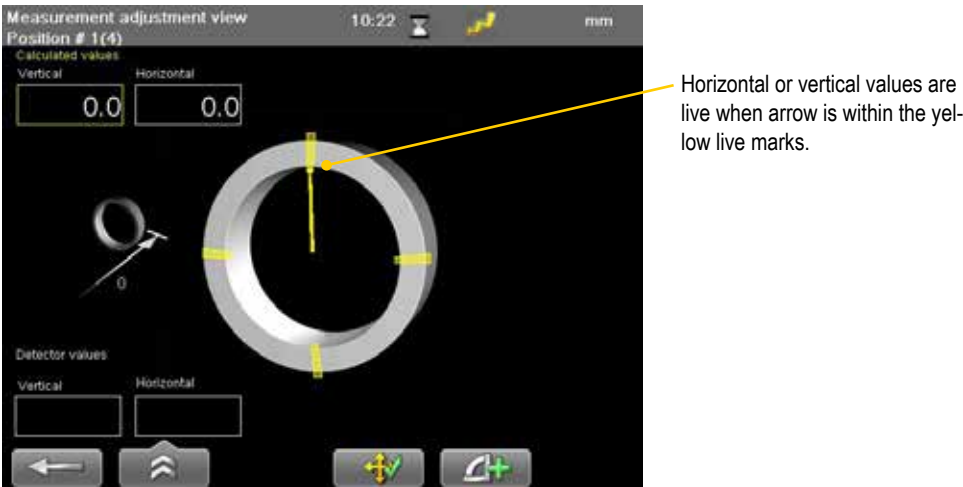 Measurement adjustment view 10:22 mm
Position # 1(4)
Calculated values
Vertical Horizontal
0.0 0.0
Horizontal or vertical values are
live when arrow is within the yel-
low live marks.
0
Detector values
Vertical Horizontal